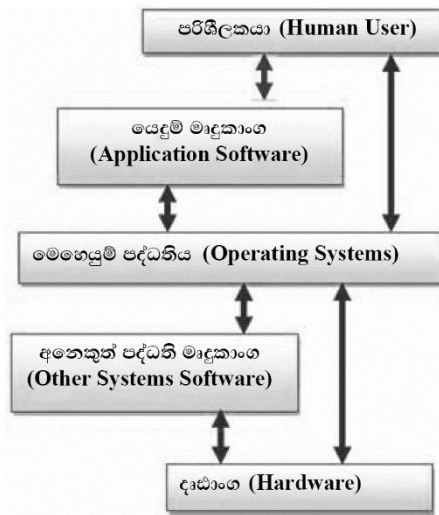 පරිශීලකයා (Human User)
යෙදුම් මෘදුකාංග
(Application Software)
මෙහෙයුම් පද්ධතිය (Operating Systems)
අනෙකුත් පද්ධති මෘදුකාංග
(Other Systems Software)
දෘඪාංග (Hardware)